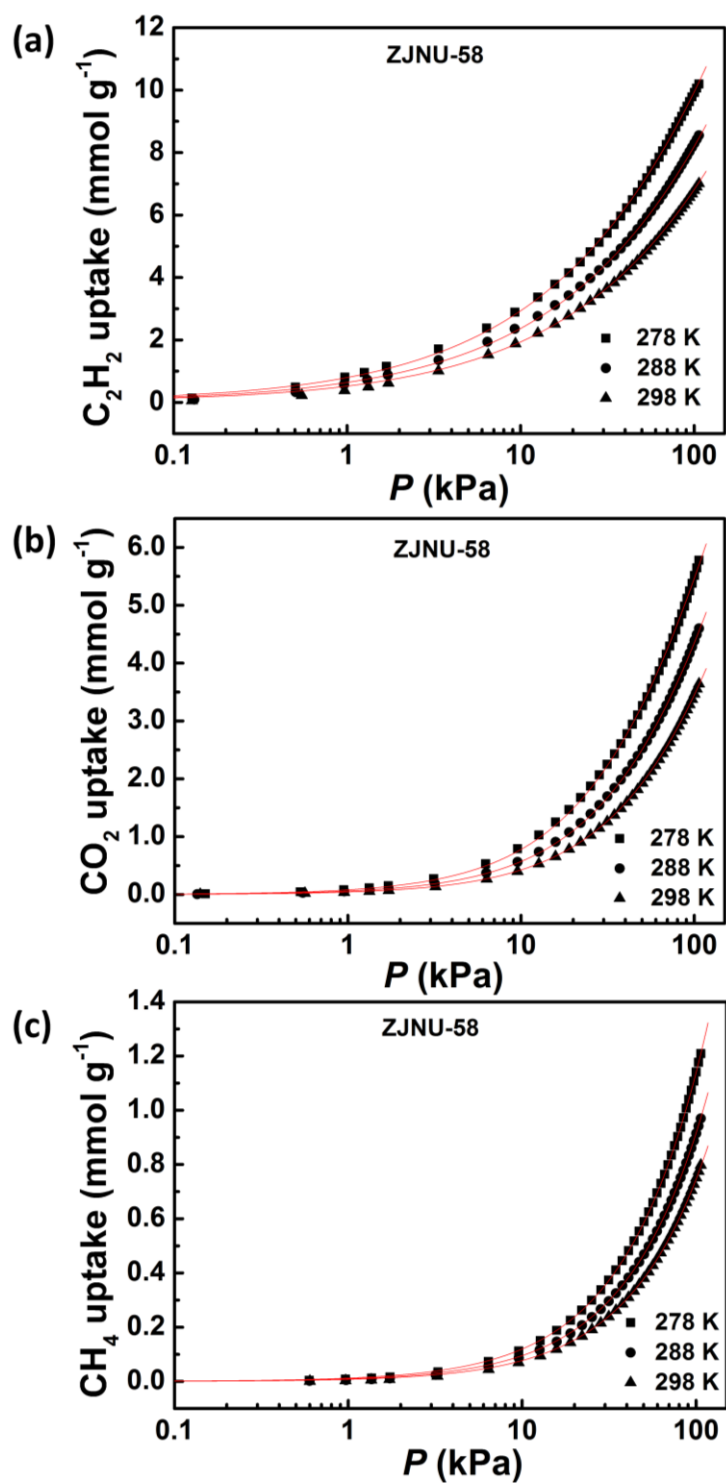 (a)
ZJNU-58
C₂H₂ uptake (mmol g⁻¹)
12
10
8
6
4
2
0
278 K
288 K
298 K
0.1 1 10 100
P (kPa)
(b)
ZJNU-58
CO₂ uptake (mmol g⁻¹)
6.0
5.0
4.0
3.0
2.0
1.0
0.0
278 K
288 K
298 K
0.1 1 10 100
P (kPa)
(c)
ZJNU-58
CH₄ uptake (mmol g⁻¹)
1.4
1.2
1.0
0.8
0.6
0.4
0.2
0.0
278 K
288 K
298 K
0.1 1 10 100
P (kPa)